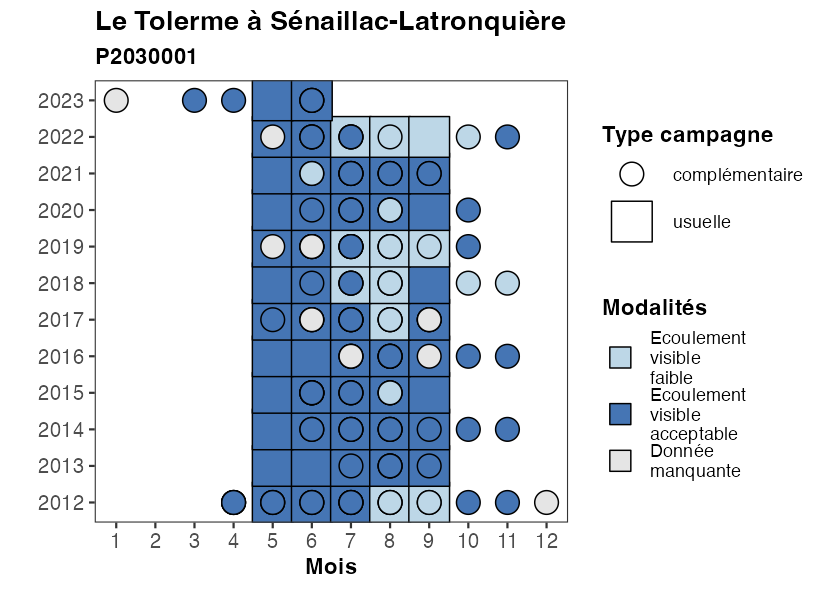 Le Tolerme à Sénaillac-Latronquière
P2030001
2023
2022
2021
2020
2019
2018
2017
2016
2015
2014
2013
2012
1 2 3 4 5 6 7 8 9 10 11 12
Mois
Type campagne
complémentaire
usuelle
Modalités
Ecoulement
visible
faible
Ecoulement
visible
acceptable
Donnée
manquante